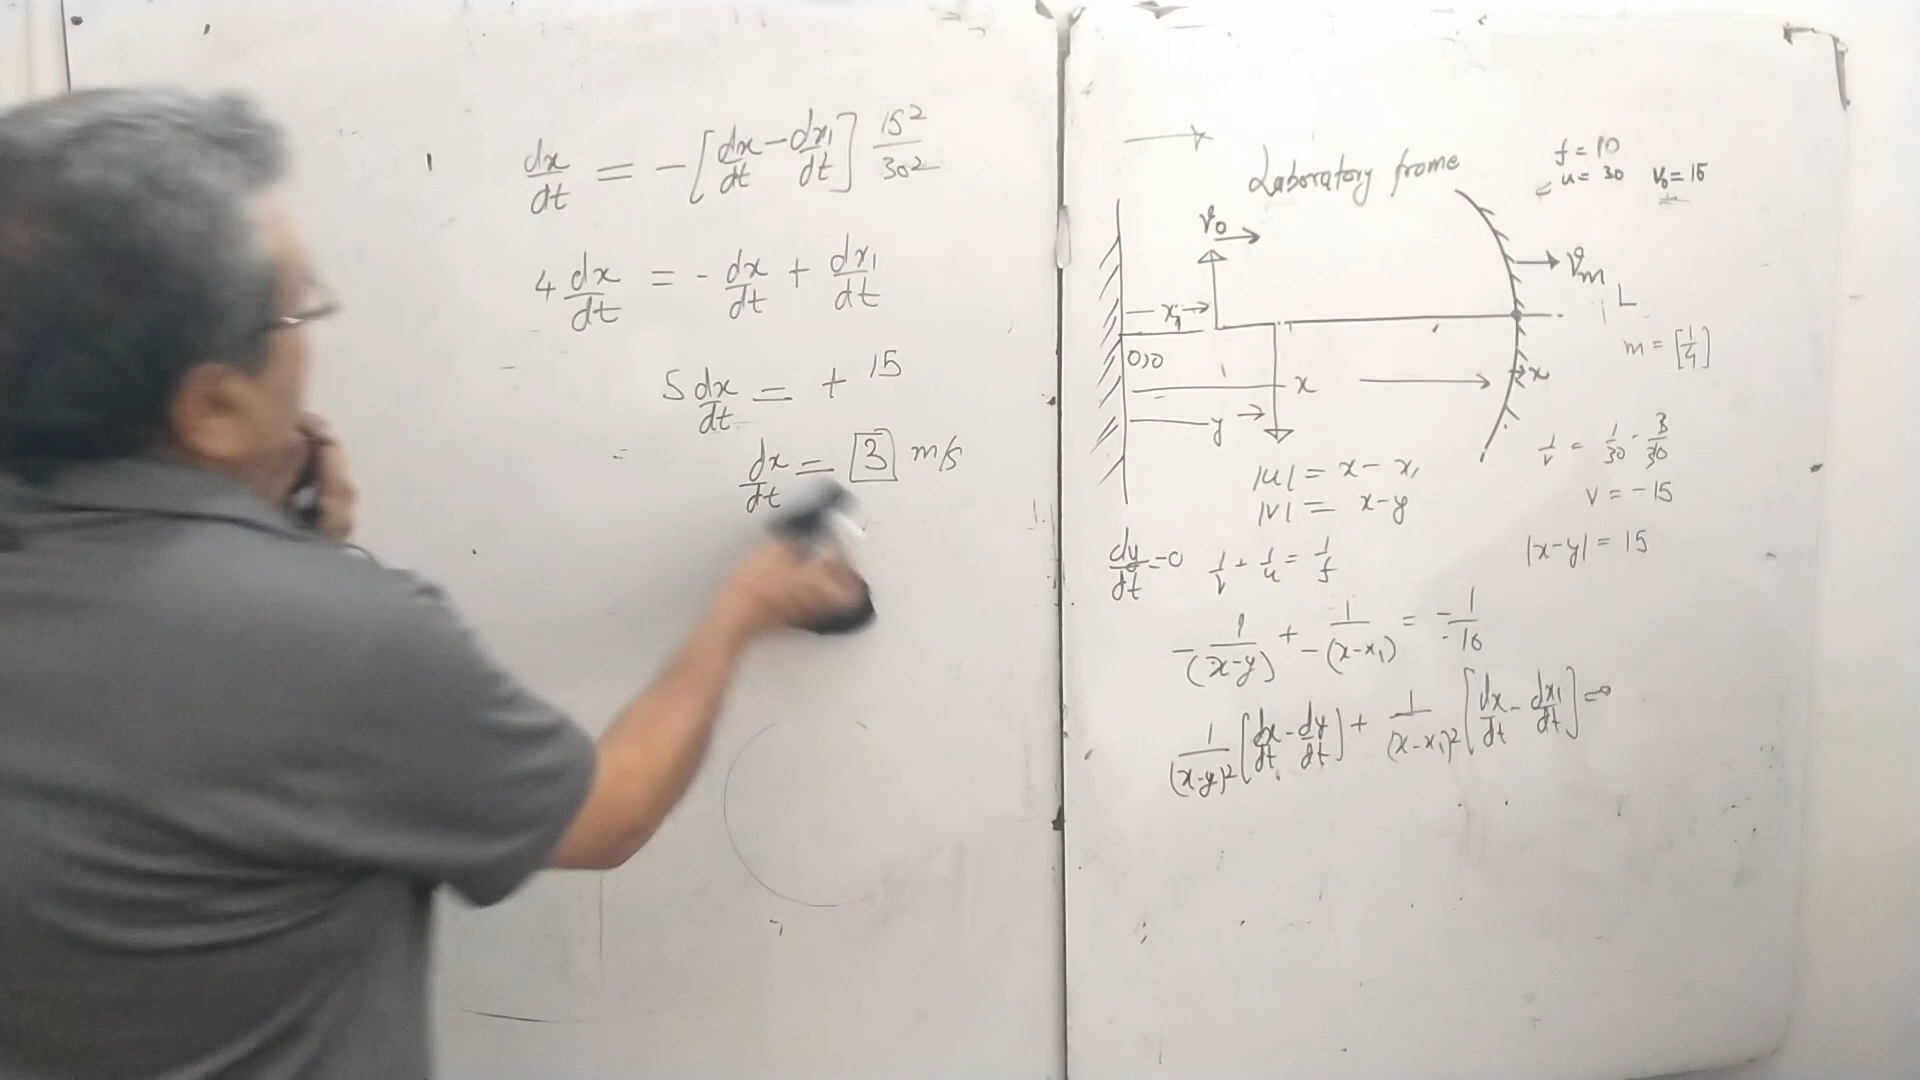 dx/dt = -[dx/dt - dx₁/dt] 15²/30²
4 dx/dt = - dx/dt + dx₁/dt
5 dx/dt = + 15
dx/dt = 3 m/s
Laboratory frame
f = 10
u = 30 V₀ = 15
V₀
Vm
L
x₁
0,0
x
x
y
m = [1/4]
|u| = x - x₁
|v| = x - y
1/v = 1/30 - 3/30
v = -15
|x-y| = 15
dy/dt = 0 1/v + 1/u = 1/f
-1/(x-y) + 1/-(x-x₁) = -1/10
1/(x-y)² [dx/dt - dy/dt] + 1/(x-x₁)² [dx/dt - dx₁/dt] = 0